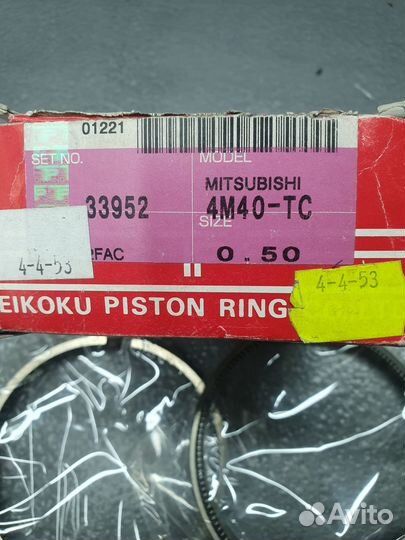 01221
SET NO.
MODEL
MITSUBISHI
33952
4M40-TC
SIZE
0.50
4-4-53
4-4-53
EIKOKU PISTON RING
Avito